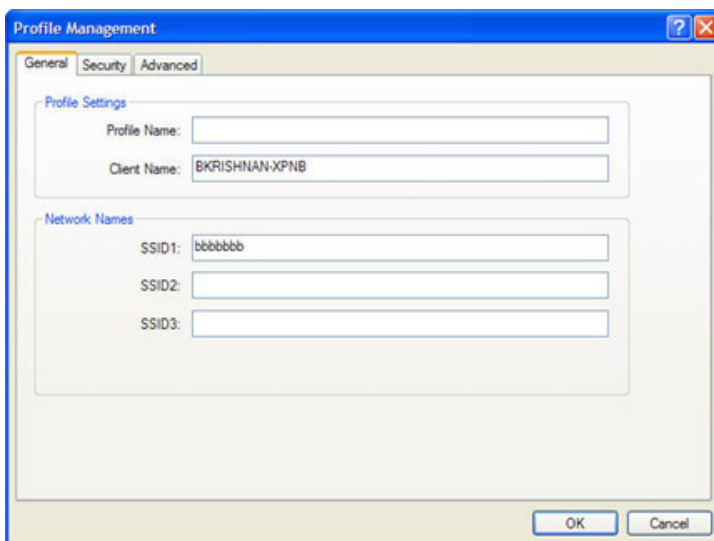 Profile Management
General Security Advanced
Profile Settings
Profile Name:
Client Name: BKRISHNAN-XPNB
Network Names
SSID1: bbbbbbb
SSID2:
SSID3:
OK Cancel